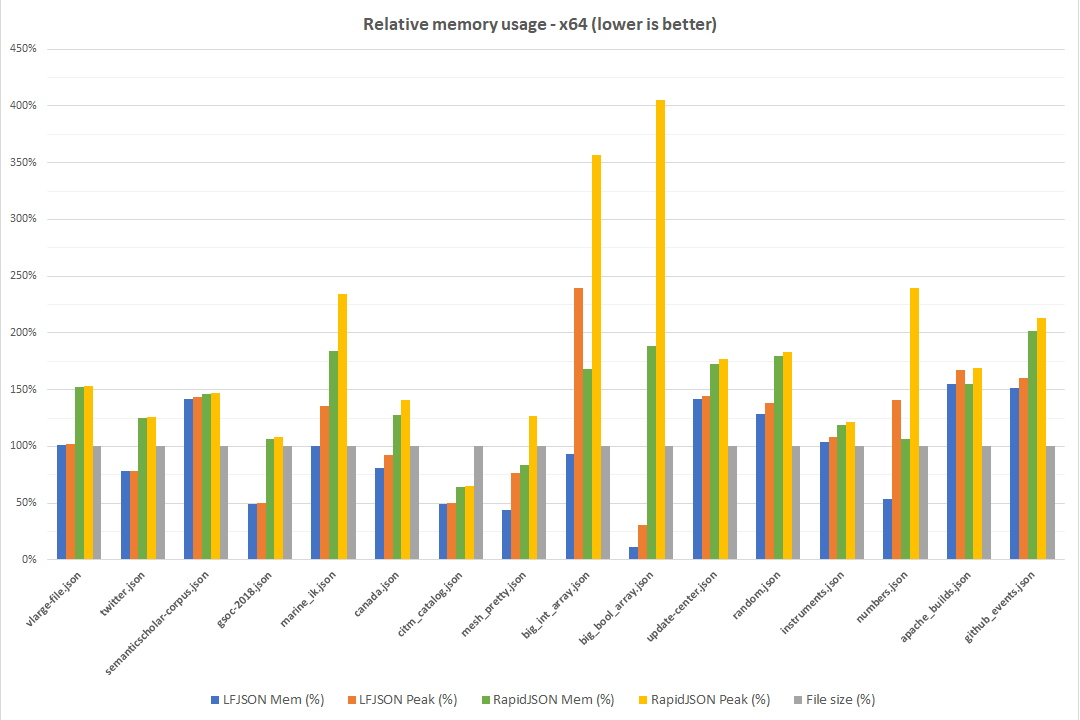 Relative memory usage - x64 (lower is better)
450%
400%
350%
300%
250%
200%
150%
100%
50%
0%
vlarge-file.json
twitter.json
semanticscholar-corpus.json
gsoc-2018.json
marine_ik.json
canada.json
citm_catalog.json
mesh_pretty.json
big_int_array.json
big_bool_array.json
update-center.json
random.json
instruments.json
numbers.json
apache_builds.json
github_events.json
LFJSON Mem (%) LFJSON Peak (%) RapidJSON Mem (%) RapidJSON Peak (%) File size (%)